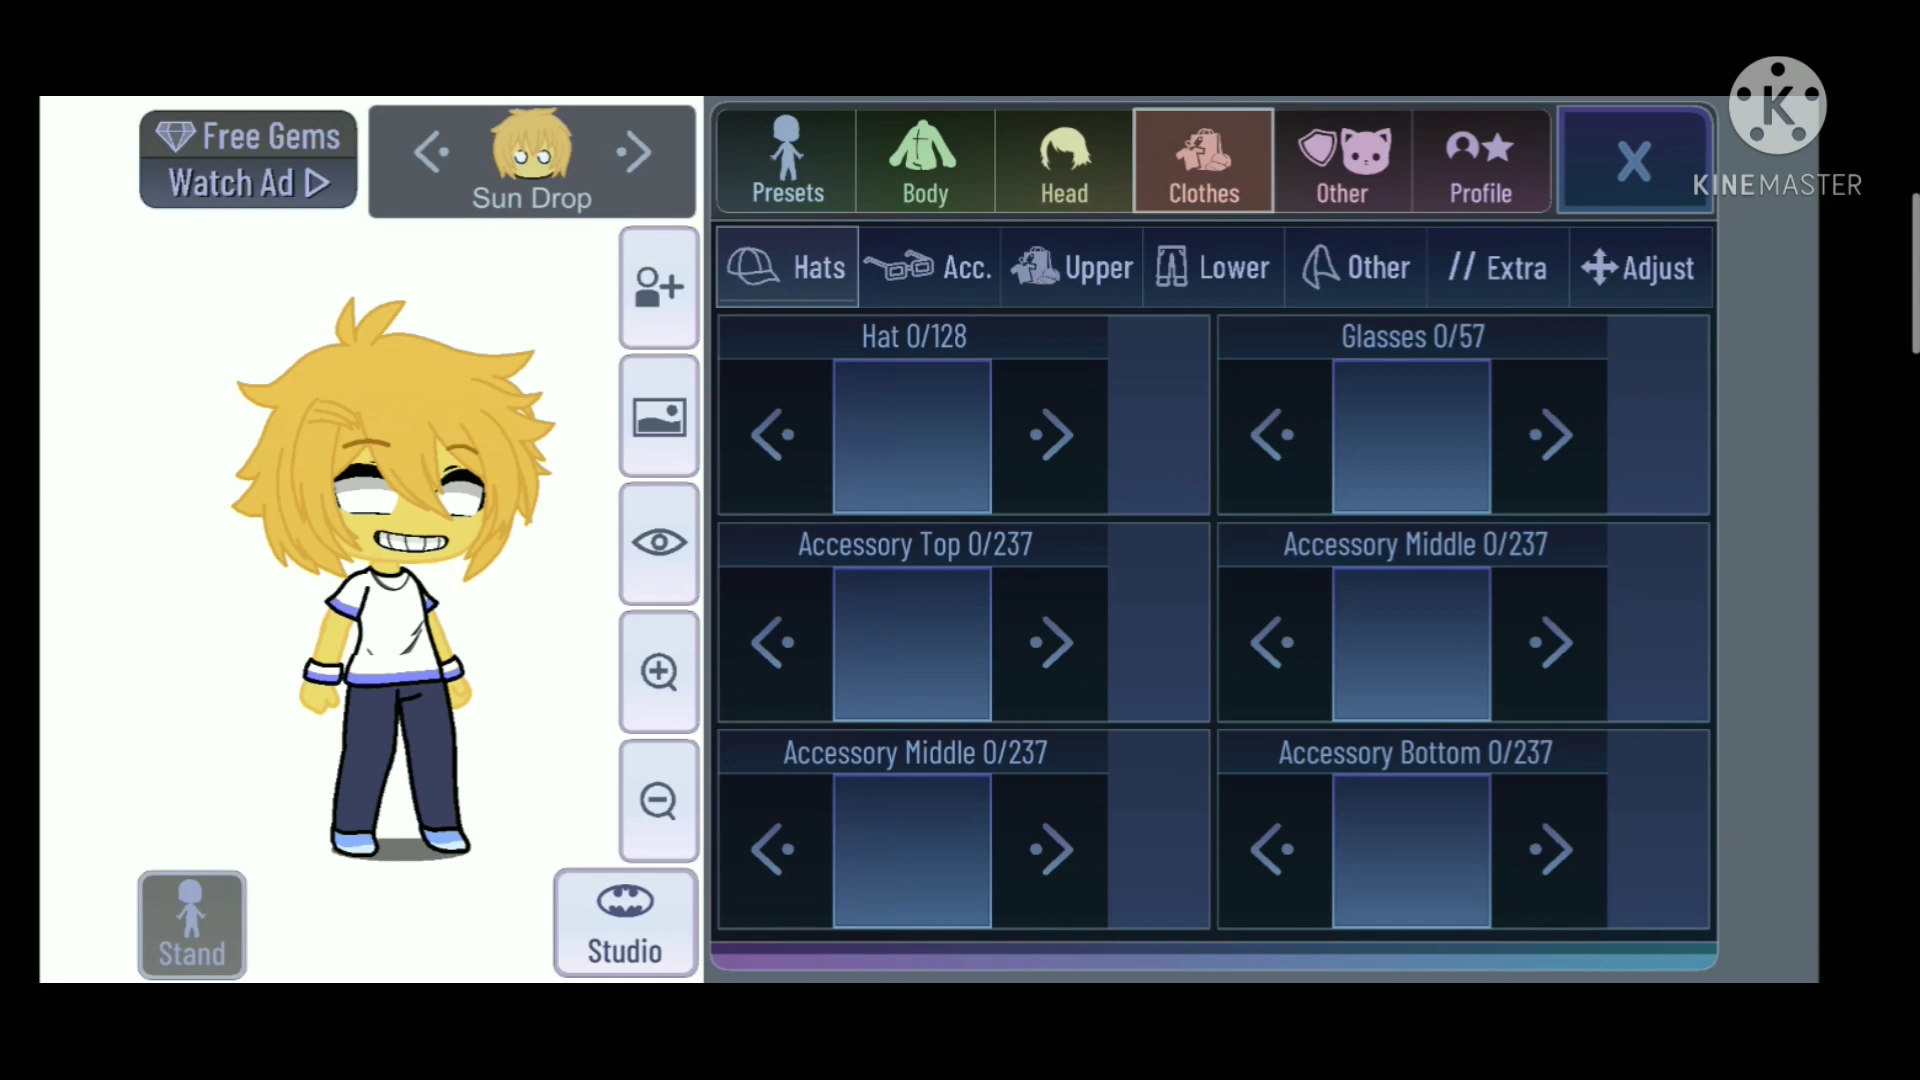 Free Gems
Watch Ad
Sun Drop
Presets
Body
Head
Clothes
Other
Profile
X
K
KINEMASTER
Hats
Acc.
Upper
Lower
Other
// Extra
Adjust
Hat 0/128
Glasses 0/57
Accessory Top 0/237
Accessory Middle 0/237
Accessory Middle 0/237
Accessory Bottom 0/237
Stand
Studio